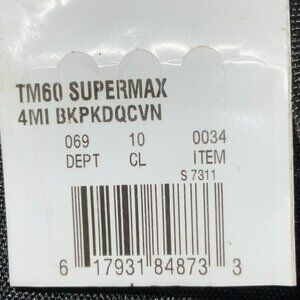 TM60 SUPERMAX
4MI BKPKDQCVN
069 10 0034
DEPT CL ITEM
S 7311
6 17931 84873 3